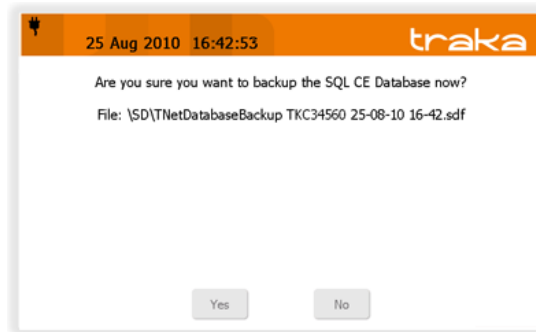 25 Aug 2010 16:42:53
traka
Are you sure you want to backup the SQL CE Database now?
File: \SD\TNetDatabaseBackup TKC34560 25-08-10 16-42.sdf
Yes No